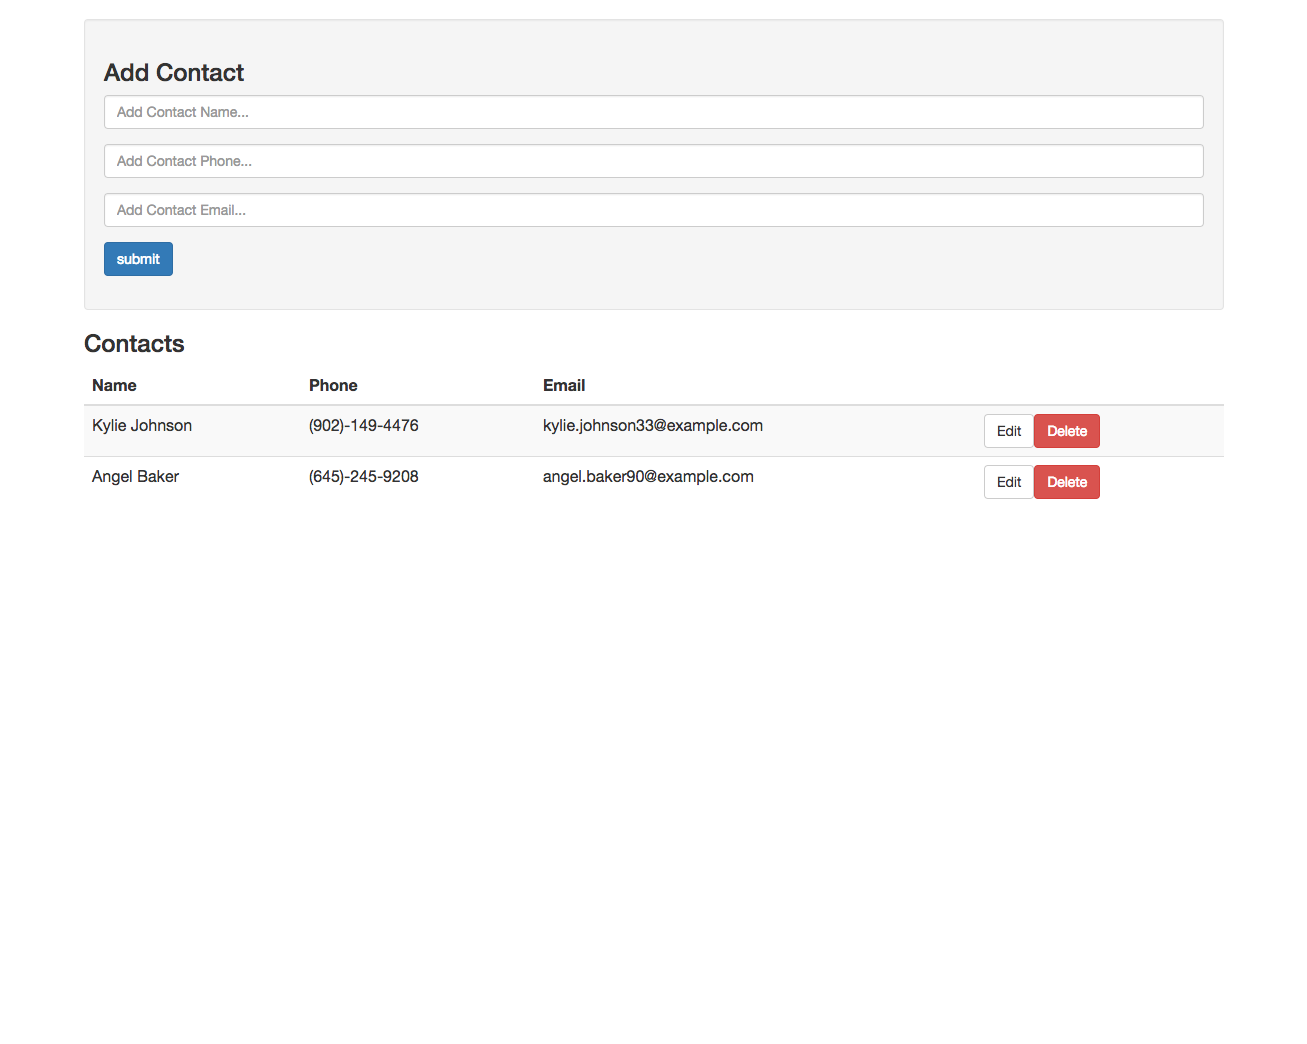 Add Contact
Add Contact Name...
Add Contact Phone...
Add Contact Email...
submit
Contacts
Name Phone Email
Kylie Johnson (902)-149-4476 kylie.johnson33@example.com Edit Delete
Angel Baker (645)-245-9208 angel.baker90@example.com Edit Delete